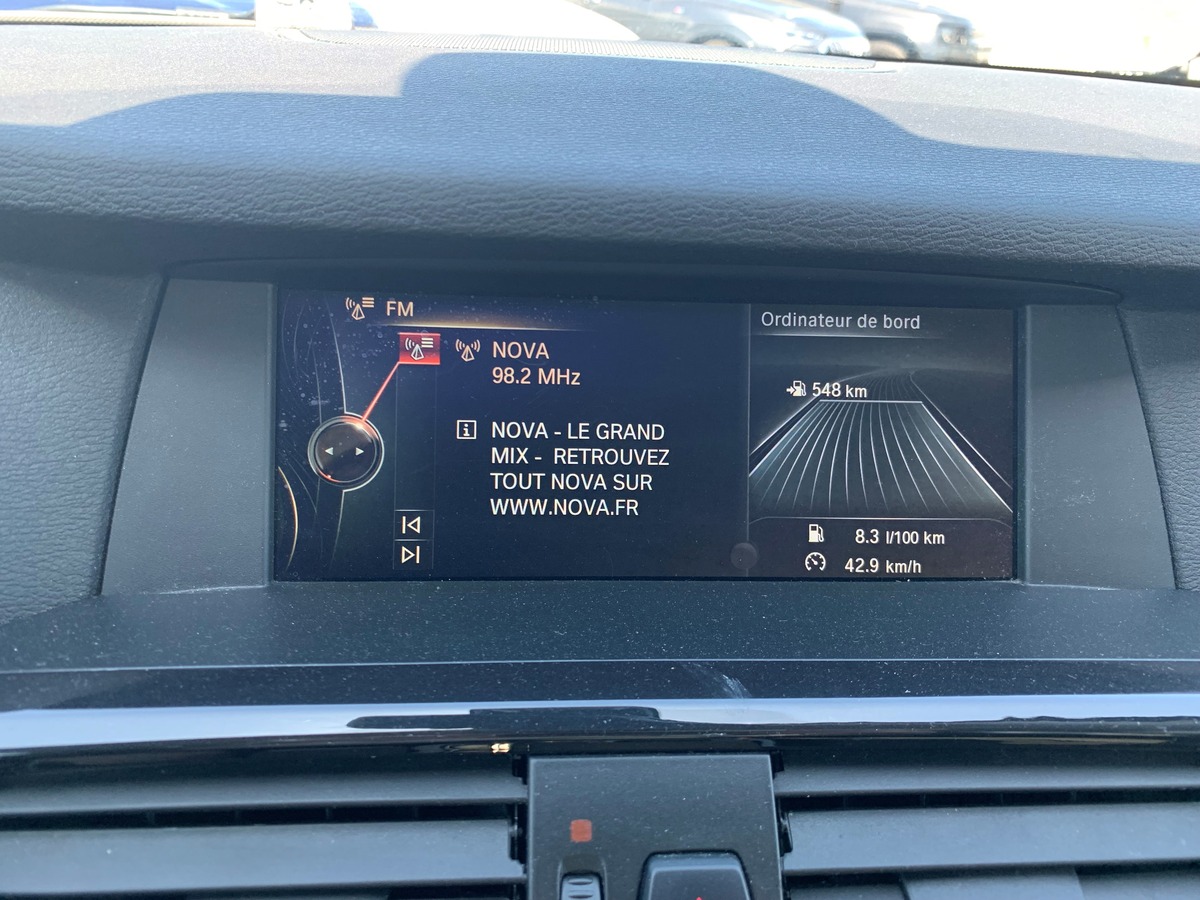 FM
NOVA
98.2 MHz
NOVA - LE GRAND
MIX - RETROUVEZ
TOUT NOVA SUR
WWW.NOVA.FR
Ordinateur de bord
548 km
8.3 l/100 km
42.9 km/h